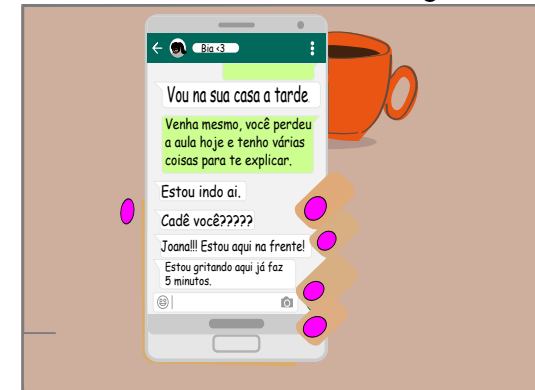 Bia <3
Vou na sua casa a tarde
Venha mesmo, você perdeu
a aula hoje e tenho várias
coisas para te explicar.
Estou indo ai.
Cadê você?????
Joana!!! Estou aqui na frente!
Estou gritando aqui já faz
5 minutos.